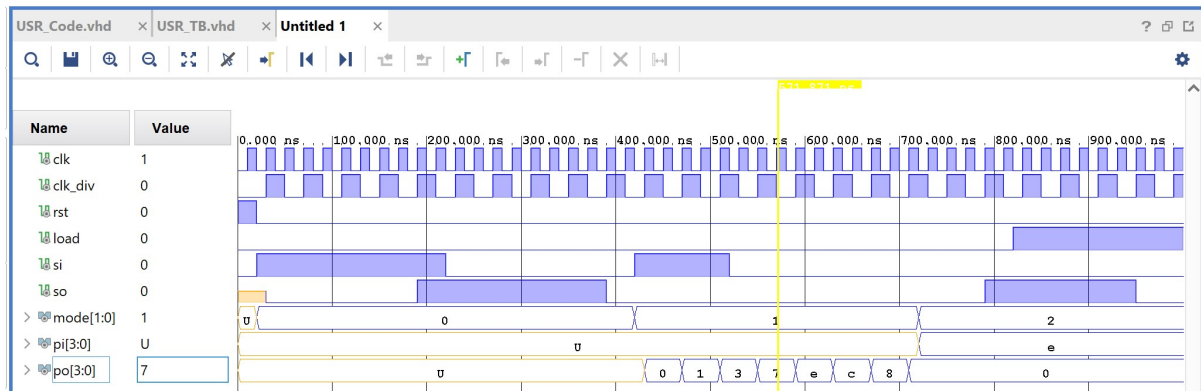 USR_Code.vhd × USR_TB.vhd × Untitled 1 ×
Name Value
0.000 ns 100.000 ns 200.000 ns 300.000 ns 400.000 ns 500.000 ns 600.000 ns 700.000 ns 800.000 ns 900.000 ns
clk 1
clk_div 0
rst 0
load 0
si 0
so 0
mode[1:0] 1 U 0 1 2
pi[3:0] U U e
po[3:0] 7 U 0 1 3 7 e c 8 0